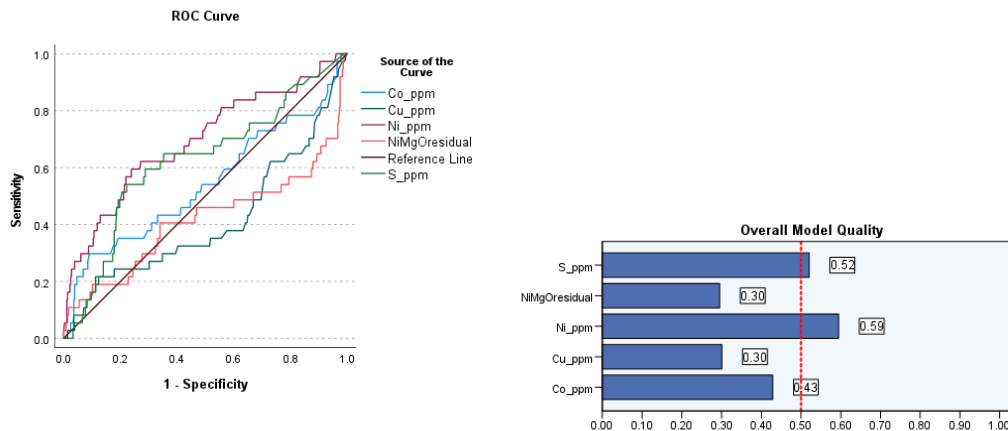 ROC Curve
1.0
0.8
0.6
0.4
0.2
0.0
Sensitivity
0.0 0.2 0.4 0.6 0.8 1.0
1 - Specificity
Source of the
Curve
Co_ppm
Cu_ppm
Ni_ppm
NiMgOresidual
Reference Line
S_ppm
Overall Model Quality
S_ppm 0.52
NiMgOresidual 0.30
Ni_ppm 0.59
Cu_ppm 0.30
Co_ppm 0.43
0.00 0.10 0.20 0.30 0.40 0.50 0.60 0.70 0.80 0.90 1.00